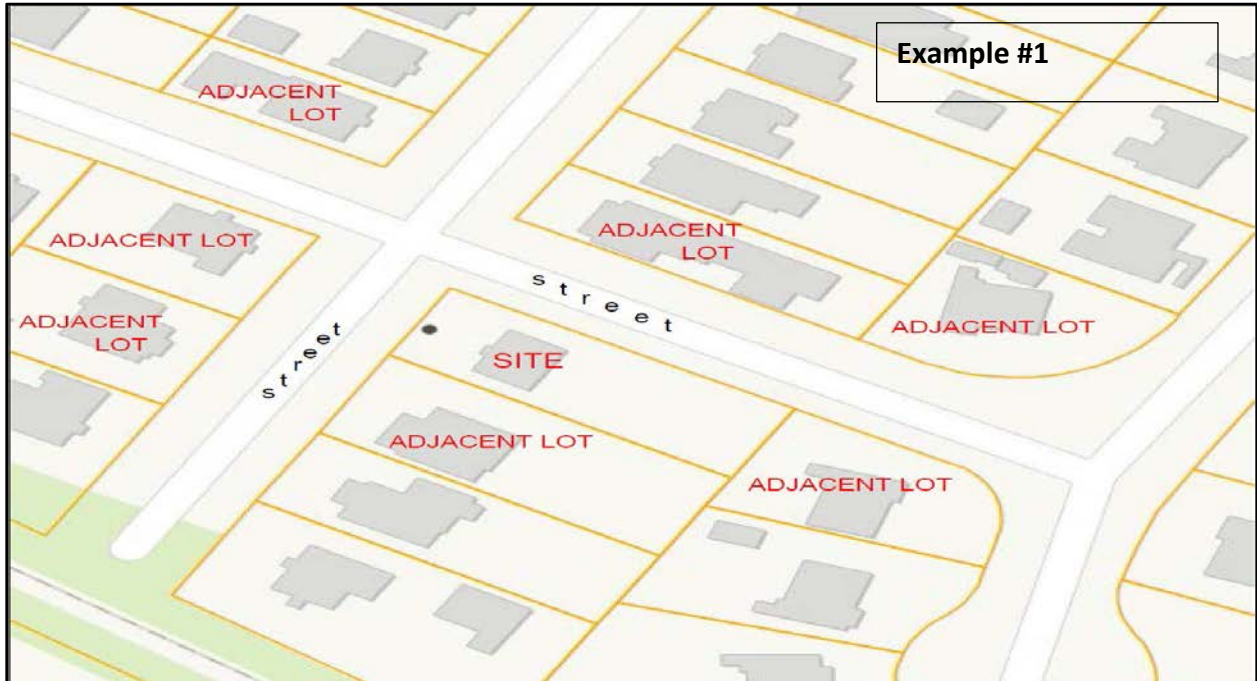 Example #1
ADJACENT
LOT
ADJACENT LOT
ADJACENT
LOT
ADJACENT
LOT
street
ADJACENT LOT
street
SITE
ADJACENT LOT
ADJACENT LOT